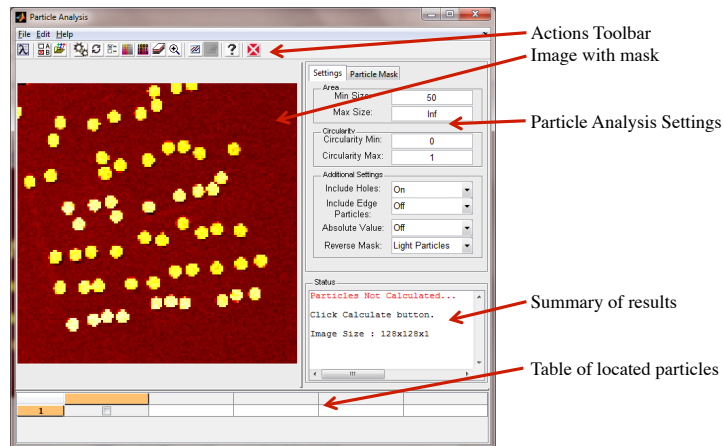 Particle Analysis
File Edit Help
Actions Toolbar
Image with mask
Settings Particle Mask
Area
Min Size: 50
Max Size: Inf
Particle Analysis Settings
Circularity
Circularity Min: 0
Circularity Max: 1
Additional Settings
Include Holes: On
Include Edge Particles: Off
Absolute Value: Off
Reverse Mask: Light Particles
Status
Particles Not Calculated...
Click Calculate button.
Image Size : 128x128x1
Summary of results
Table of located particles
1